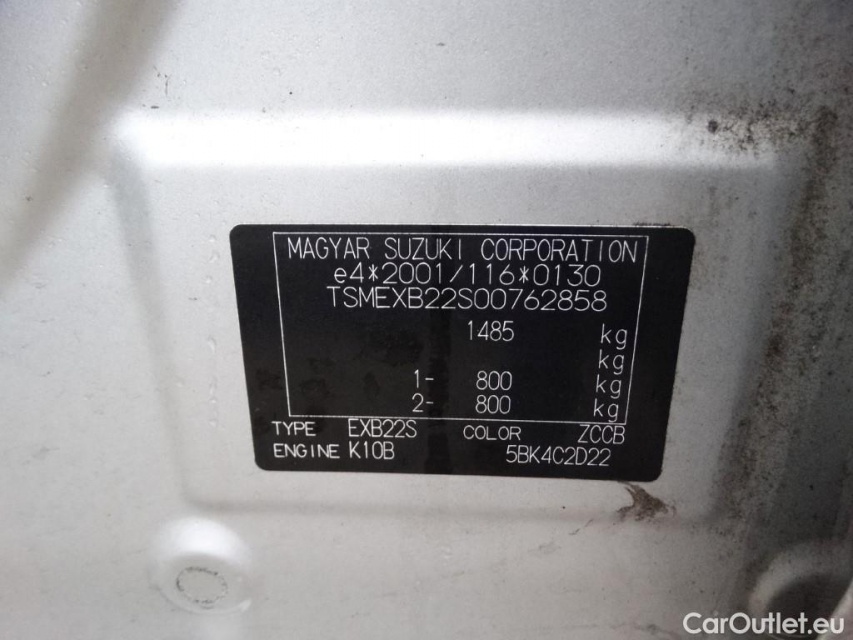 MAGYAR SUZUKI CORPORATION
e4*2001/116*0130
TSMEXB22S00762858
1485 kg
kg
1- 800 kg
2- 800 kg
TYPE EXB22S COLOR ZCCB
ENGINE K10B 5BK4C2D22
CarOutlet.eu